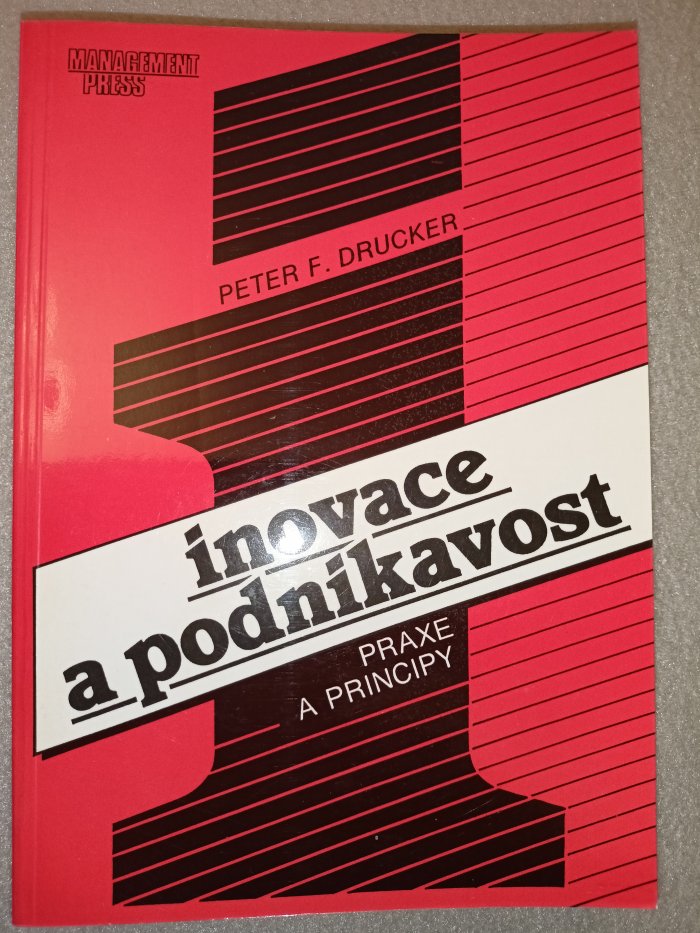 MANAGEMENT
PRESS
PETER F. DRUCKER
inovace
a podnikavost
PRAXE
A PRINCIPY